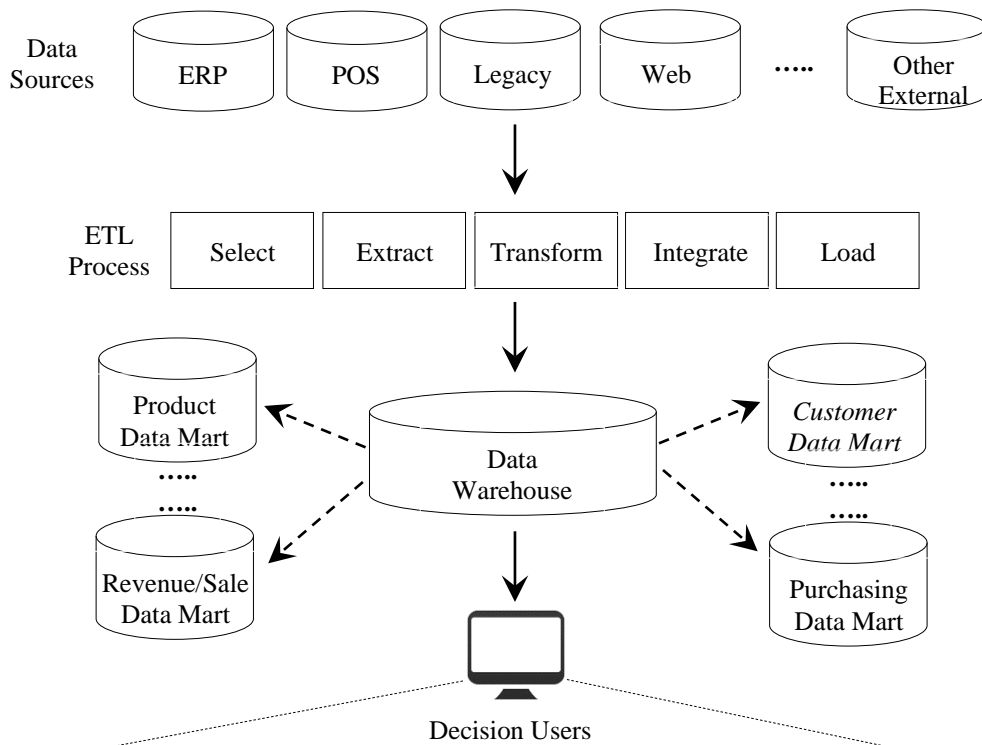 Data
Sources
ERP
POS
Legacy
Web
.....
Other
External
ETL
Process
Select
Extract
Transform
Integrate
Load
Product
Data Mart
.....
.....
Revenue/Sale
Data Mart
Data
Warehouse
Customer
Data Mart
.....
.....
Purchasing
Data Mart
Decision Users